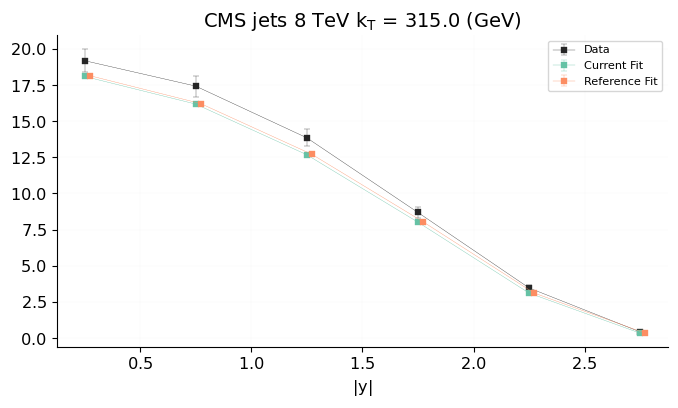 CMS jets 8 TeV k_T = 315.0 (GeV)
Data
Current Fit
Reference Fit
20.0
17.5
15.0
12.5
10.0
7.5
5.0
2.5
0.0
0.5 1.0 1.5 2.0 2.5
|y|